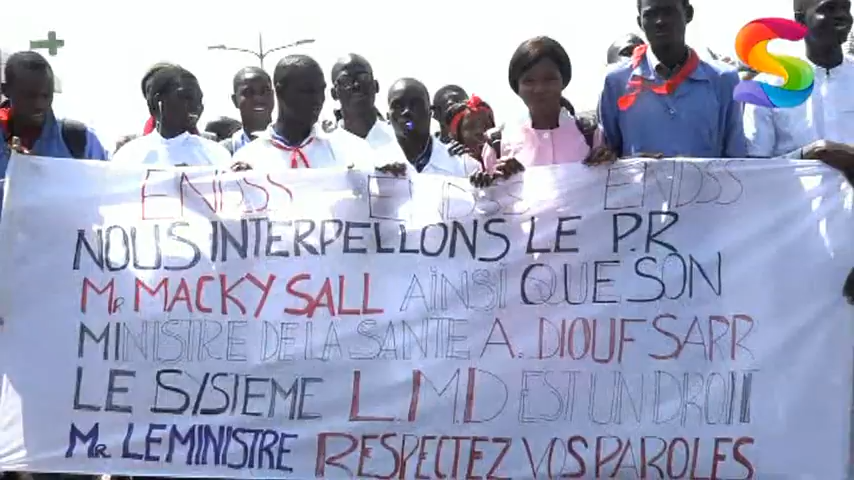 ENDSS ENDSS ENDSS
NOUS INTERPELLONS LE P.R
Mr MACKY SALL AINSI QUE SON
MINISTRE DE LA SANTE A. DIOUF SARR
LE SYSTEME L.M.D EST UN DROIT
Mr LE MINISTRE RESPECTEZ VOS PAROLES